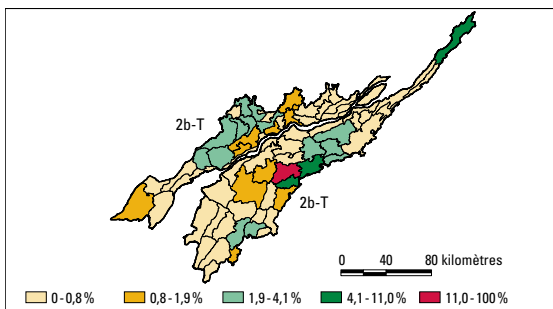 2b-T
2b-T
0 40 80 kilomètres
0 - 0,8 % 0,8 - 1,9 % 1,9 - 4,1 % 4,1 - 11,0 % 11,0 - 100 %